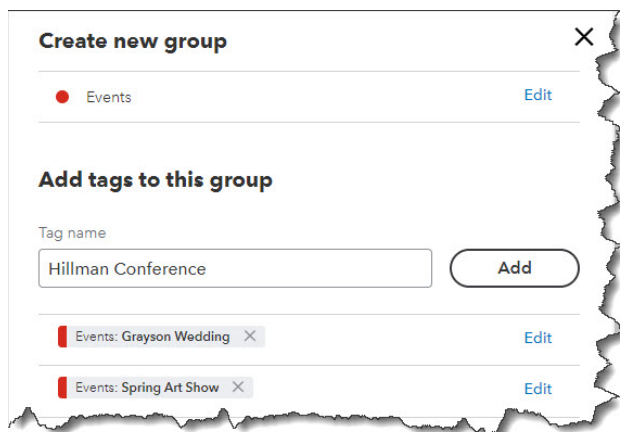 Create new group
Events Edit
Add tags to this group
Tag name
Hillman Conference Add
Events: Grayson Wedding Edit
Events: Spring Art Show Edit